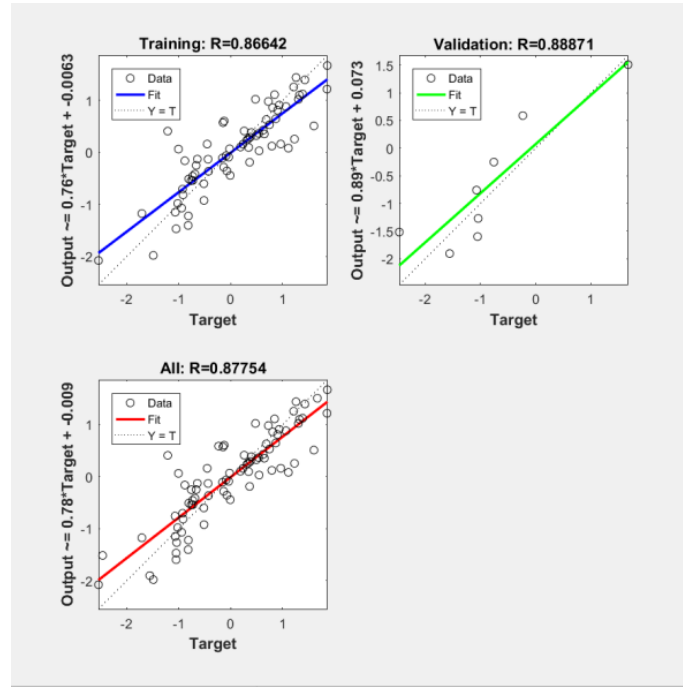 Training: R=0.86642
Output ~= 0.76*Target + -0.0063
Data
Fit
Y = T
1
0
-1
-2
-2
-1
0
1
Target
Validation: R=0.88871
Output ~= 0.89*Target + 0.073
Data
Fit
Y = T
1.5
1
0.5
0
-0.5
-1
-1.5
-2
-2
-1
0
1
Target
All: R=0.87754
Output ~= 0.78*Target + -0.009
Data
Fit
Y = T
1
0
-1
-2
-2
-1
0
1
Target